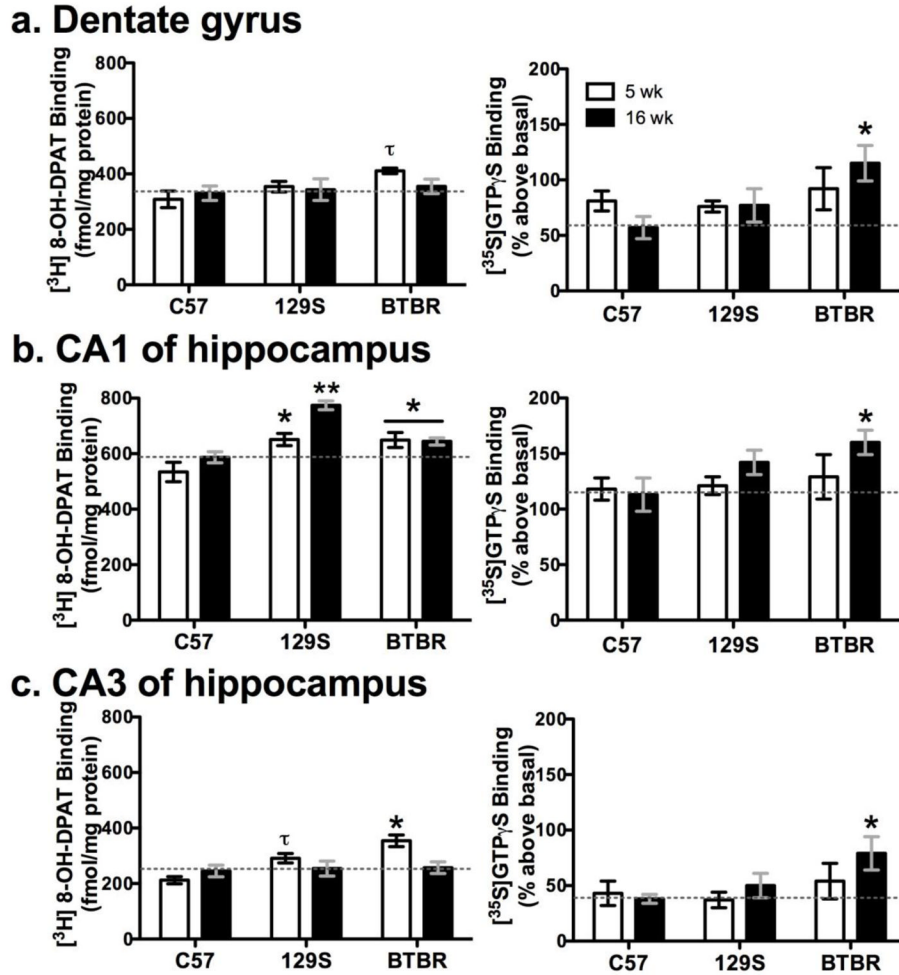 a. Dentate gyrus
[³H] 8-OH-DPAT Binding
(fmol/mg protein)
800
600
400
200
0
τ
C57
129S
BTBR
[³⁵S]GTPγS Binding
(% above basal)
200
150
100
50
0
5 wk
16 wk
*
C57
129S
BTBR
b. CA1 of hippocampus
[³H] 8-OH-DPAT Binding
(fmol/mg protein)
800
600
400
200
0
*
**
*
C57
129S
BTBR
[³⁵S]GTPγS Binding
(% above basal)
200
150
100
50
0
*
C57
129S
BTBR
c. CA3 of hippocampus
[³H] 8-OH-DPAT Binding
(fmol/mg protein)
800
600
400
200
0
τ
*
C57
129S
BTBR
[³⁵S]GTPγS Binding
(% above basal)
200
150
100
50
0
*
C57
129S
BTBR